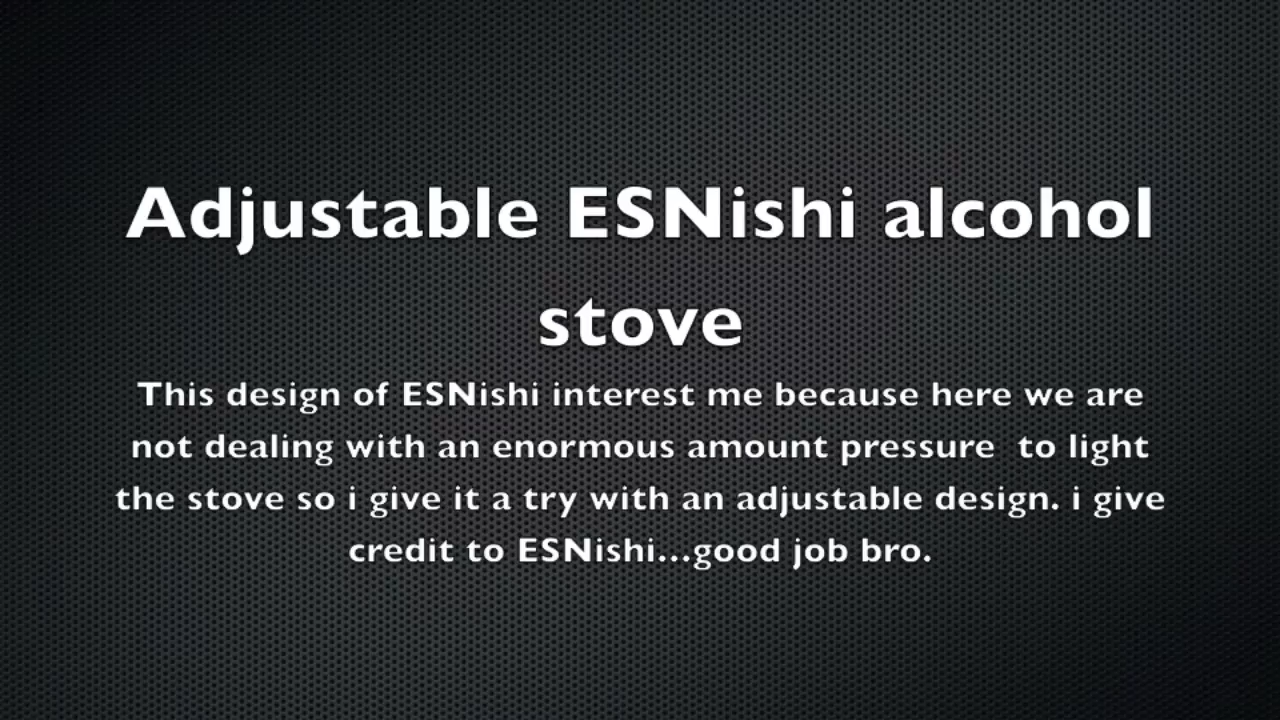 Adjustable ESNishi alcohol
stove
This design of ESNishi interest me because here we are
not dealing with an enormous amount pressure  to light
the stove so i give it a try with an adjustable design. i give
credit to ESNishi...good job bro.